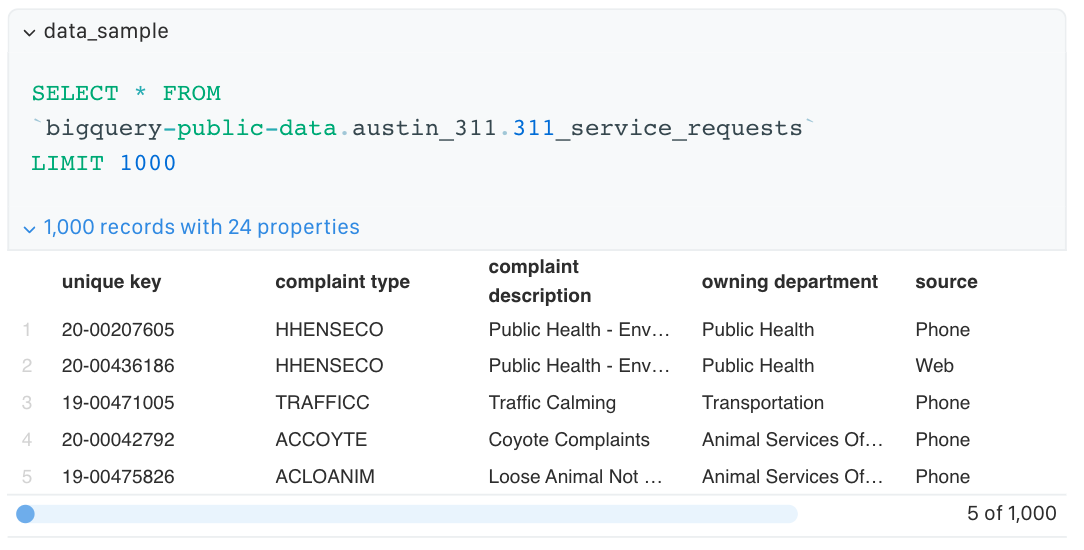 data_sample
SELECT * FROM
`bigquery-public-data.austin_311.311_service_requests`
LIMIT 1000
1,000 records with 24 properties
unique key complaint type complaint description owning department source
1 20-00207605 HHENSECO Public Health - Env… Public Health Phone
2 20-00436186 HHENSECO Public Health - Env… Public Health Web
3 19-00471005 TRAFFICC Traffic Calming Transportation Phone
4 20-00042792 ACCOYTE Coyote Complaints Animal Services Of… Phone
5 19-00475826 ACLOANIM Loose Animal Not … Animal Services Of… Phone
5 of 1,000